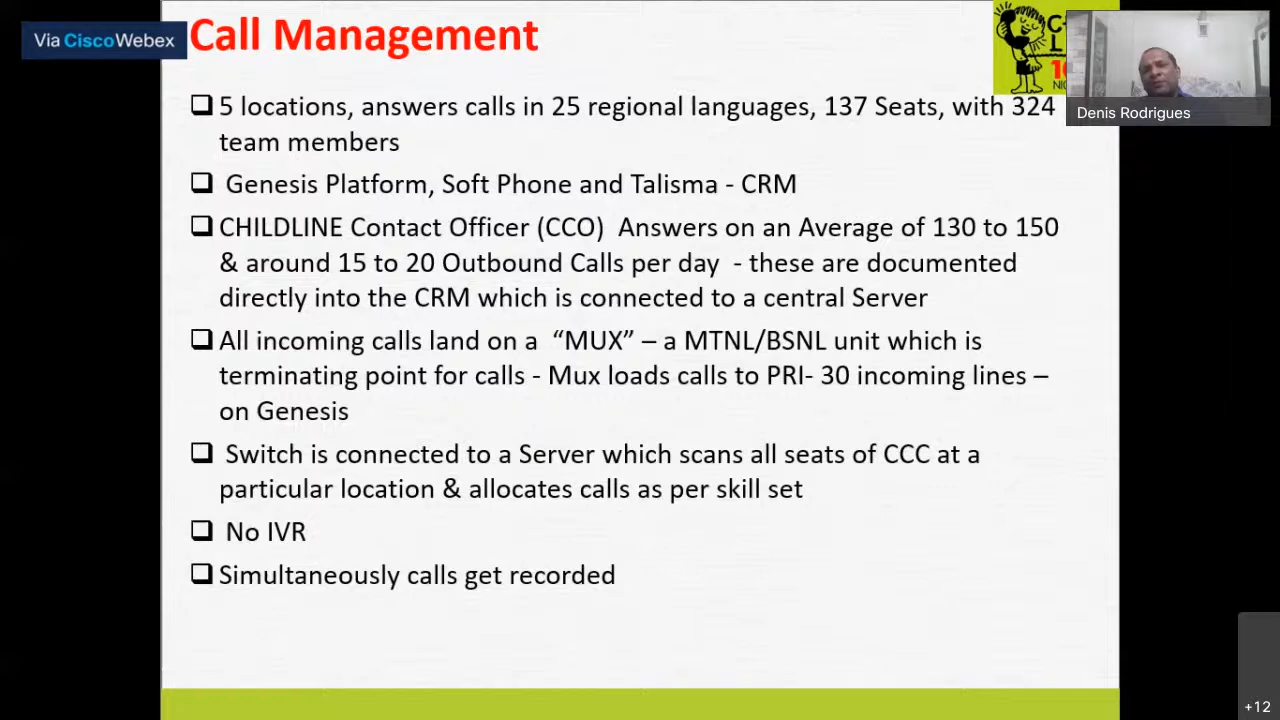 Via CiscoWebex
Call Management
5 locations, answers calls in 25 regional languages, 137 Seats, with 324
team members
Genesis Platform, Soft Phone and Talisma - CRM
CHILDLINE Contact Officer (CCO) Answers on an Average of 130 to 150
& around 15 to 20 Outbound Calls per day - these are documented
directly into the CRM which is connected to a central Server
All incoming calls land on a “MUX” – a MTNL/BSNL unit which is
terminating point for calls - Mux loads calls to PRI- 30 incoming lines –
on Genesis
Switch is connected to a Server which scans all seats of CCC at a
particular location & allocates calls as per skill set
No IVR
Simultaneously calls get recorded
Denis Rodrigues
+12